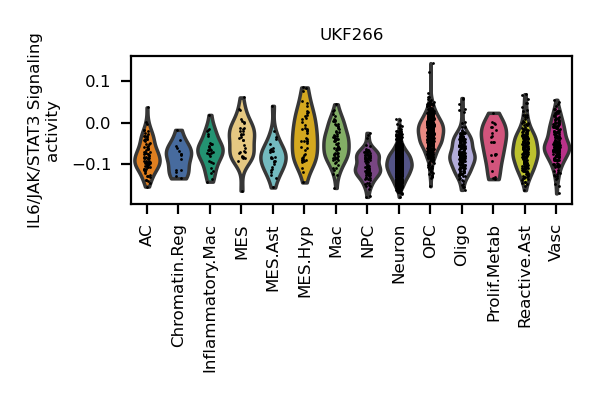 UKF266
IL6/JAK/STAT3 Signaling
activity
0.1
0.0
−0.1
AC
Chromatin.Reg
Inflammatory.Mac
MES
MES.Ast
MES.Hyp
Mac
NPC
Neuron
OPC
Oligo
Prolif.Metab
Reactive.Ast
Vasc